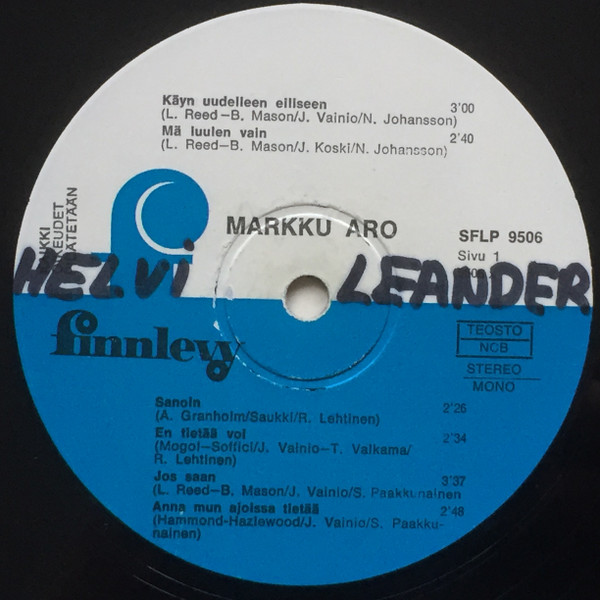 Käyn uudelleen eiliseen 3'00
(L. Reed–B. Mason/J. Vainio/N. Johansson)
Mä luulen vain 2'40
(L. Reed–B. Mason/J. Koski/N. Johansson)
MARKKU ARO
SFLP 9506
Sivu 1
HELVI LEANDER
finnlevy
TEOSTO
NCB
STEREO
MONO
Sanoin 2'26
(A. Granholm/Saukki/R. Lehtinen)
En tietää voi 2'34
(Mogol–Soffici/J. Vainio–T. Valkama/
R. Lehtinen)
Jos saan 3'37
(L. Reed–B. Mason/J. Vainio/S. Paakkunainen
Anna mun ajoissa tietää 2'48
(Hammond-Hazlewood/J. Vainio/S. Paakku-
nainen)